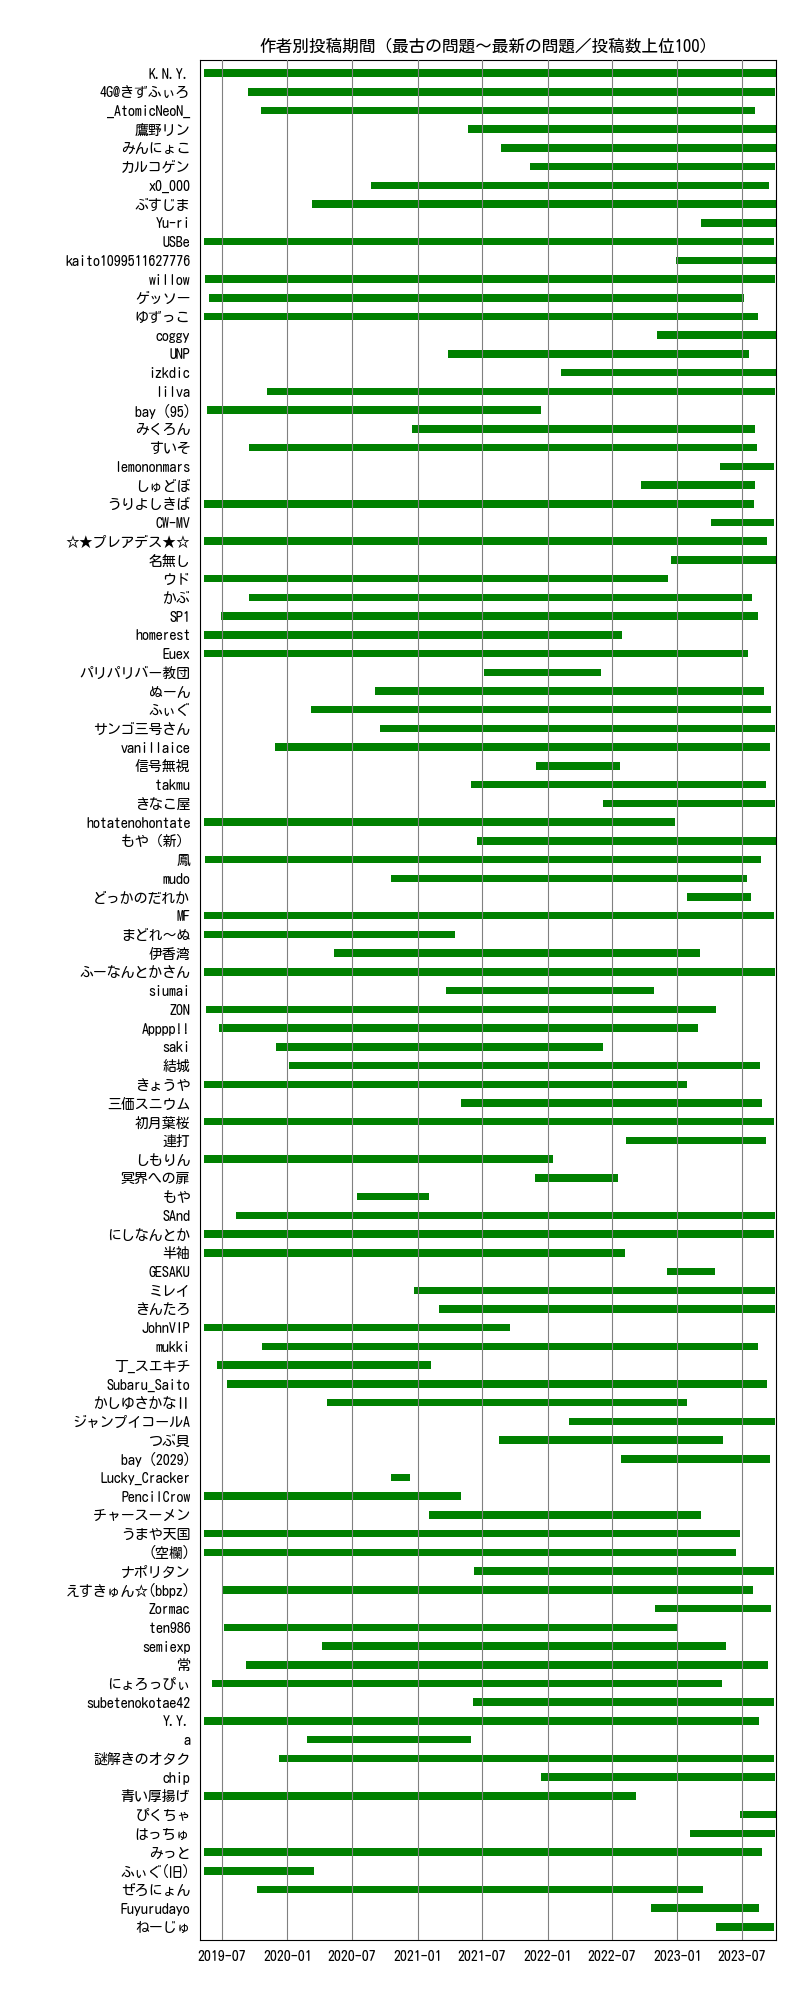 作者別投稿期間（最古の問題～最新の問題／投稿数上位100）
K.N.Y.
4G@きずふぃろ
_AtomicNeoN_
鷹野リン
みんにょこ
カルコゲン
x0_000
ぶすじま
Yu-ri
USBe
kaito1099511627776
willow
ゲッソー
ゆずっこ
coggy
UNP
izkdic
lilva
bay (95)
みくろん
すいそ
lemononmars
しゅどぼ
うりよしきば
CW-MV
☆★プレアデス★☆
名無し
ウド
かぶ
SP1
homerest
Euex
パリパリバー教団
ぬーん
ふぃぐ
サンゴ三号さん
vanillaice
信号無視
takmu
きなこ屋
hotatenohontate
もや（新）
鳳
mudo
どっかのだれか
MF
まどれ～ぬ
伊香湾
ふーなんとかさん
siumai
ZON
Appppll
saki
結城
きょうや
三価スニウム
初月葉桜
連打
しもりん
冥界への扉
もや
SAnd
にしなんとか
半袖
GESAKU
ミレイ
きんたろ
JohnVIP
mukki
丁_スエキチ
Subaru_Saito
かしゆさかなⅡ
ジャンプイコールA
つぶ貝
bay (2029)
Lucky_Cracker
PencilCrow
チャースーメン
うまや天国
(空欄)
ナポリタン
えすきゅん☆(bbpz)
Zormac
ten986
semiexp
常
にょろっぴぃ
subetenokotae42
Y.Y.
a
謎解きのオタク
chip
青い厚揚げ
ぴくちゃ
はっちゅ
みっと
ふぃぐ(旧)
ぜろにょん
Fuyurudayo
ねーじゅ
2019-07 2020-01 2020-07 2021-01 2021-07 2022-01 2022-07 2023-01 2023-07